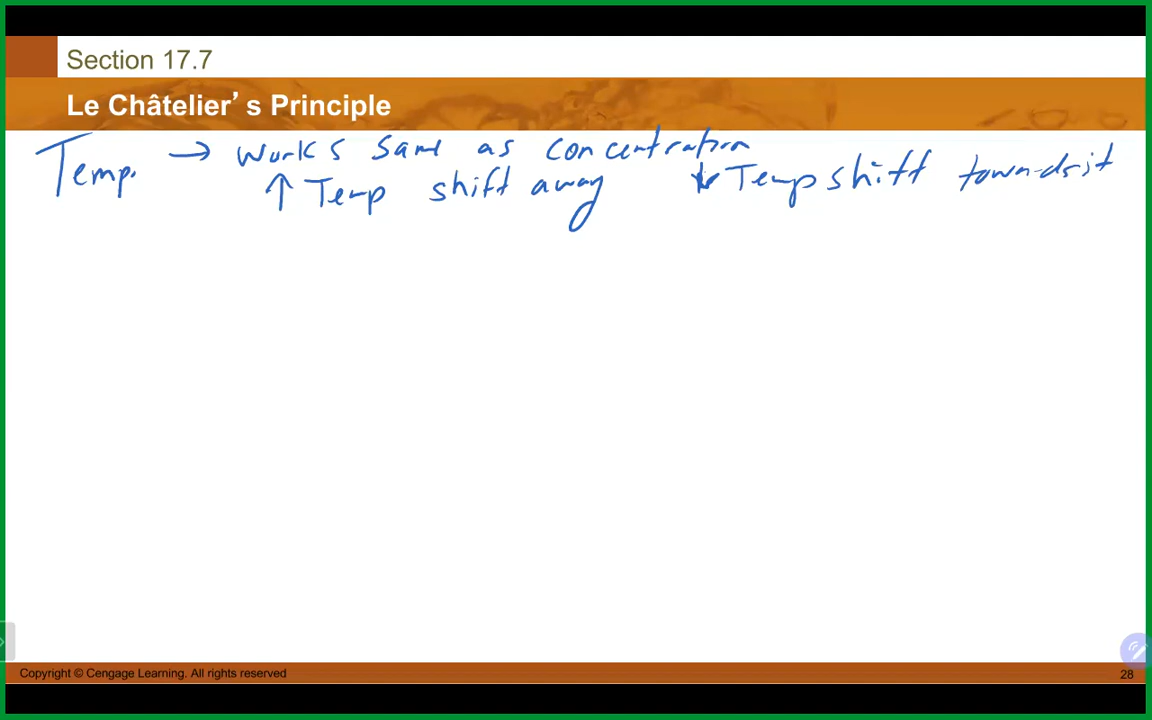 Section 17.7
Le Châtelier's Principle
Temp. → works same as concentration
↑ Temp shift away ↓ Temp shift towards it
Copyright © Cengage Learning. All rights reserved
28